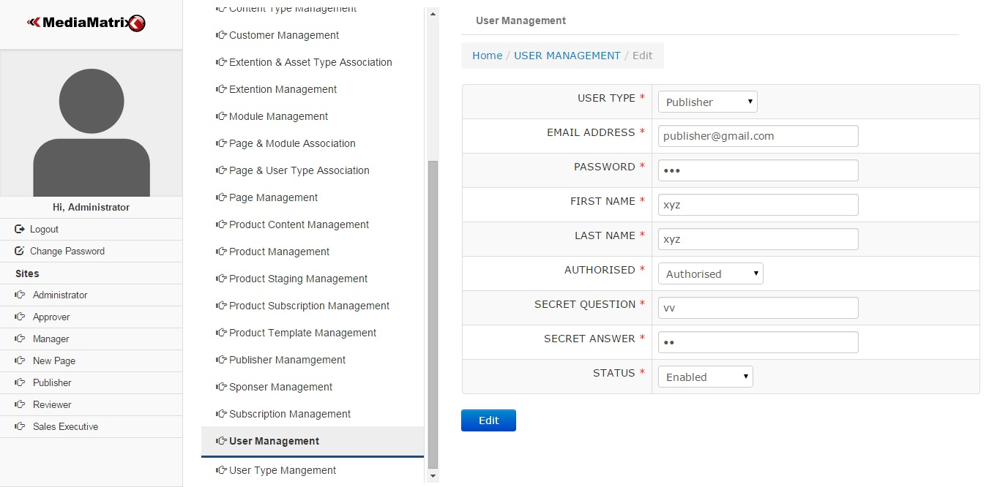 MediaMatrix
Hi, Administrator
Logout
Change Password
Sites
Administrator
Approver
Manager
New Page
Publisher
Reviewer
Sales Executive
Content Type Management
Customer Management
Extention & Asset Type Association
Extention Management
Module Management
Page & Module Association
Page & User Type Association
Page Management
Product Content Management
Product Management
Product Staging Management
Product Subscription Management
Product Template Management
Publisher Manamgement
Sponser Management
Subscription Management
User Management
User Type Mangement
User Management
Home / USER MANAGEMENT / Edit
USER TYPE * Publisher
EMAIL ADDRESS * publisher@gmail.com
PASSWORD * •••
FIRST NAME * xyz
LAST NAME * xyz
AUTHORISED * Authorised
SECRET QUESTION * vv
SECRET ANSWER * ••
STATUS * Enabled
Edit